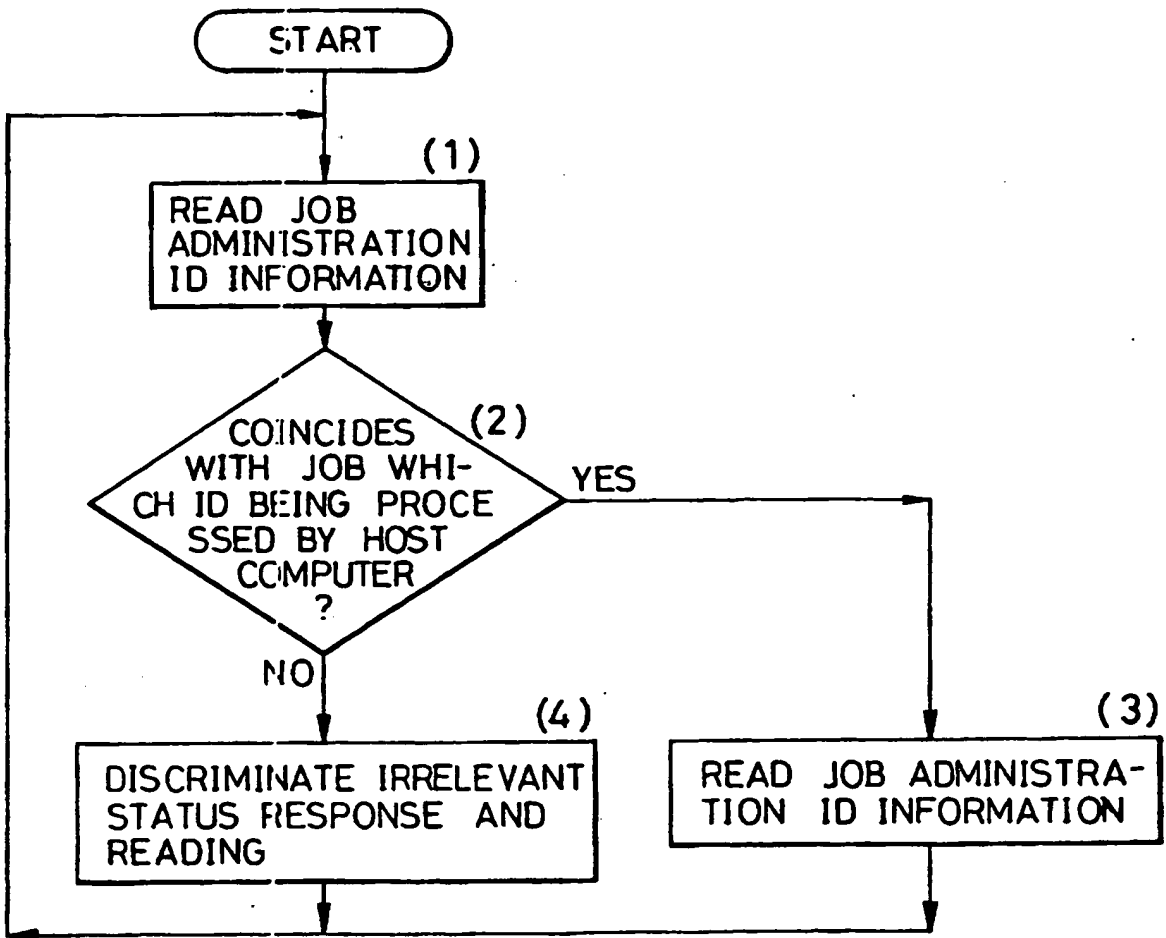 START
(1)
READ JOB
ADMINISTRATION
ID INFORMATION
(2)
COINCIDES
WITH JOB WHI-
CH ID BEING PROCE
SSED BY HOST
COMPUTER
?
YES
NO
(4)
DISCRIMINATE IRRELEVANT
STATUS RESPONSE AND
READING
(3)
READ JOB ADMINISTRA-
TION ID INFORMATION